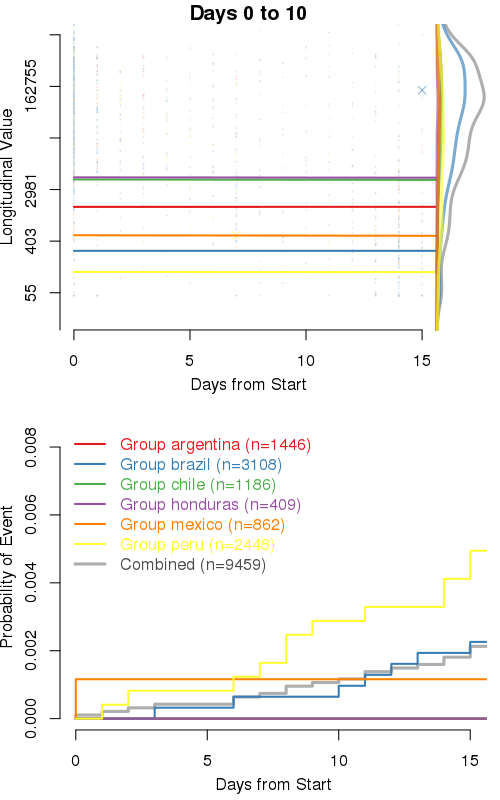 Days 0 to 10
Longitudinal Value
162755
2981
403
55
0 5 10 15
Days from Start
Probability of Event
0.008
0.006
0.004
0.002
0.000
Group argentina (n=1446)
Group brazil (n=3108)
Group chile (n=1186)
Group honduras (n=409)
Group mexico (n=862)
Group peru (n=2448)
Combined (n=9459)
0 5 10 15
Days from Start